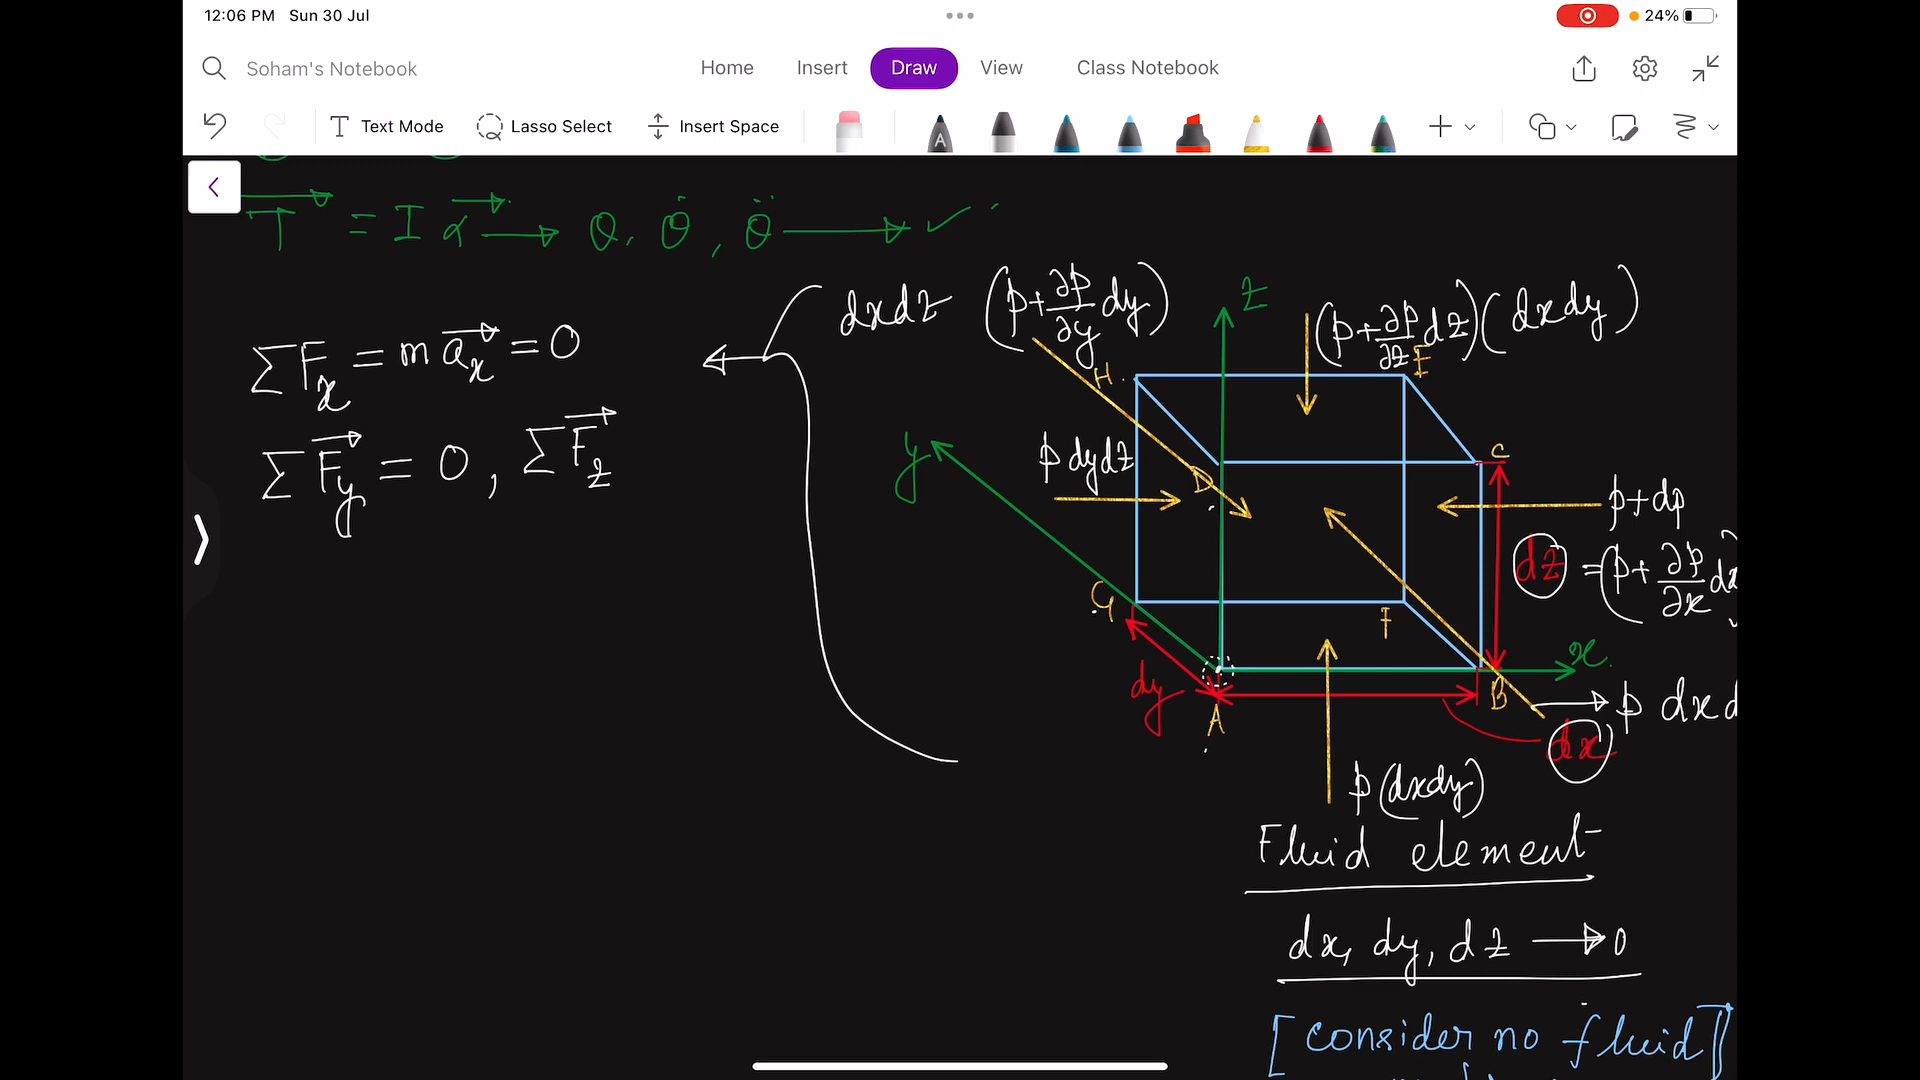 12:06 PM Sun 30 Jul
24%
Soham's Notebook
Home Insert Draw View Class Notebook
T Text Mode Lasso Select Insert Space
T = I α → θ, θ̇, θ̈ → ✓
dxdz (p+∂p/∂y dy)
z
(p+∂p/∂z dz)(dxdy)
ΣFx = m ax = 0
H
E
y
p dydz
C
ΣFy = 0, ΣFz
D
p+dp
dz
=(p+ ∂p/∂x dx
G
F
x
dy
A
B
p dxd
dx
p(dxdy)
Fluid element
dx, dy, dz → 0
[consider no fluid]